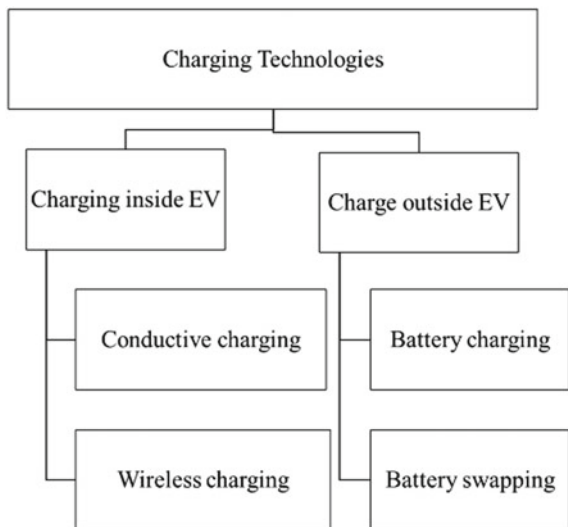 Charging Technologies
Charging inside EV
Charge outside EV
Conductive charging
Battery charging
Wireless charging
Battery swapping